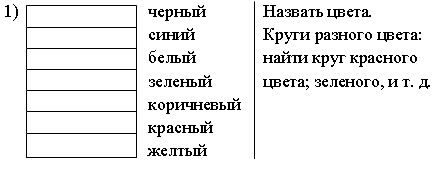 1)
черный
синий
белый
зеленый
коричневый
красный
желтый
Назвать цвета.
Круги разного цвета:
найти круг красного
цвета; зеленого, и т. д.